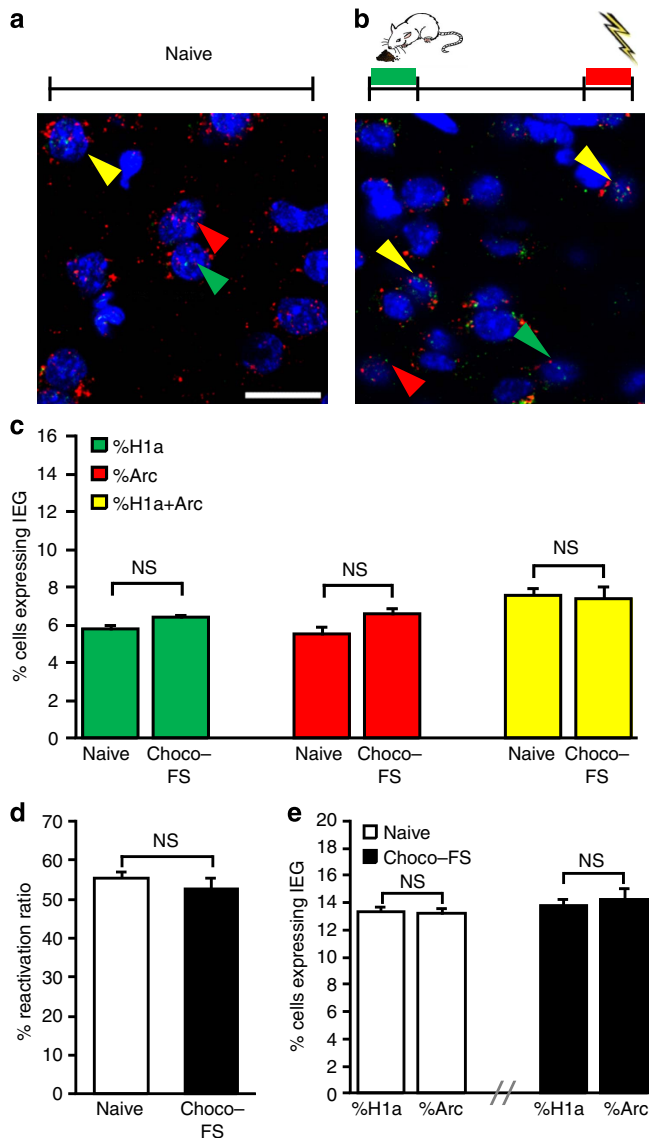 a
Naive
b
c
% cells expressing IEG
16
14
12
10
8
6
4
2
0
%H1a
%Arc
%H1a+Arc
NS
NS
NS
Naive
Choco–
FS
Naive
Choco–
FS
Naive
Choco–
FS
d
% reactivation ratio
70
60
50
40
30
20
10
0
NS
Naive
Choco–
FS
e
% cells expressing IEG
20
18
16
14
12
10
8
6
4
2
0
Naive
Choco–FS
NS
NS
%H1a
%Arc
%H1a
%Arc